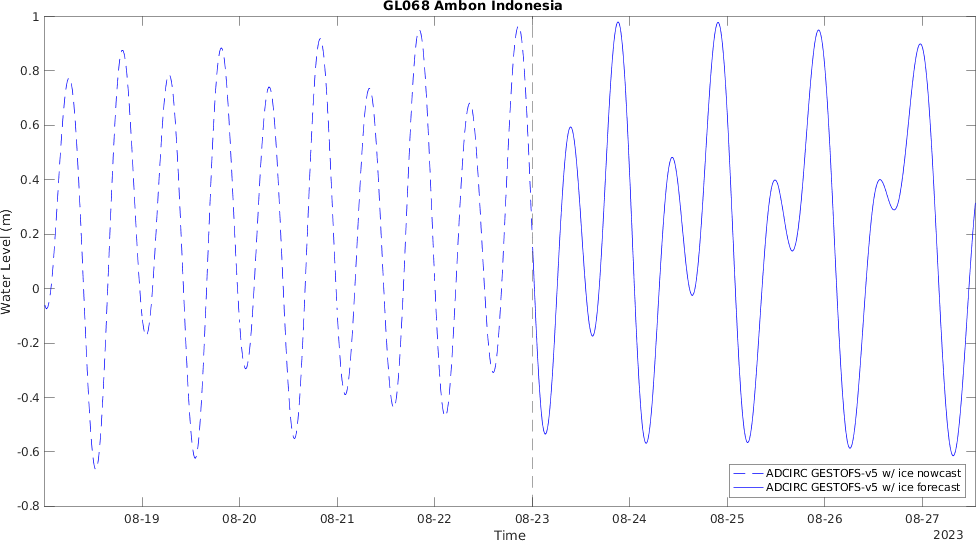 GL068 Ambon Indonesia
Water Level (m)
1
0.8
0.6
0.4
0.2
0
-0.2
-0.4
-0.6
-0.8
ADCIRC GESTOFS-v5 w/ ice nowcast
ADCIRC GESTOFS-v5 w/ ice forecast
08-19 08-20 08-21 08-22 08-23 08-24 08-25 08-26 08-27
Time
2023